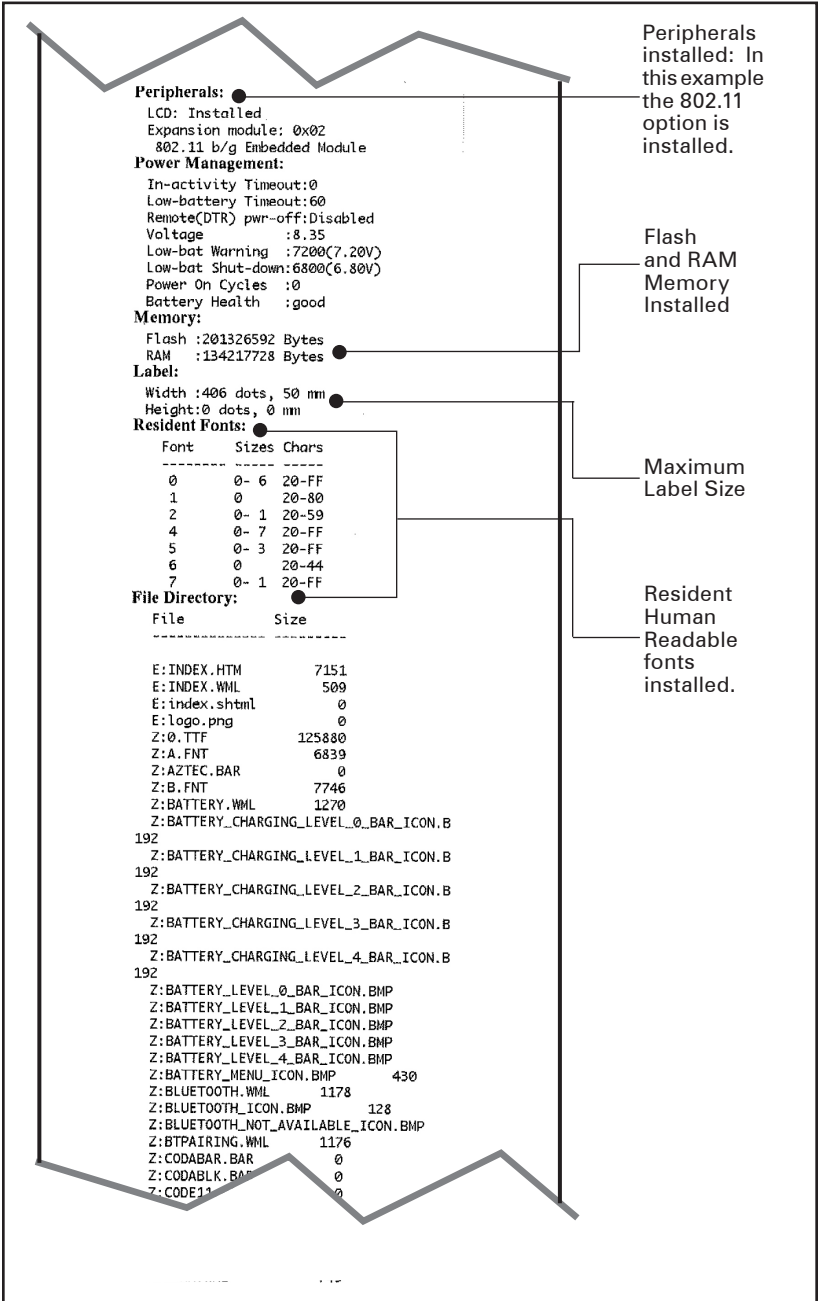 Peripherals:
LCD: Installed
Expansion module: 0x02
802.11 b/g Embedded Module
Power Management:
In-activity Timeout:0
Low-battery Timeout:60
Remote(DTR) pwr-off:Disabled
Voltage :8.35
Low-bat Warning :7200(7.20V)
Low-bat Shut-down:6800(6.80V)
Power On Cycles :0
Battery Health :good
Memory:
Flash :201326592 Bytes
RAM :134217728 Bytes
Label:
Width :406 dots, 50 mm
Height:0 dots, 0 mm
Resident Fonts:
Font Sizes Chars
-------- ----- -----
0 0- 6 20-FF
1 0 20-80
2 0- 1 20-59
4 0- 7 20-FF
5 0- 3 20-FF
6 0 20-44
7 0- 1 20-FF
File Directory:
File Size
-------------- ---------
E:INDEX.HTM 7151
E:INDEX.WML 509
E:index.shtml 0
E:logo.png 0
Z:0.TTF 125880
Z:A.FNT 6839
Z:AZTEC.BAR 0
Z:B.FNT 7746
Z:BATTERY.WML 1270
Z:BATTERY_CHARGING_LEVEL_0_BAR_ICON.B
192
Z:BATTERY_CHARGING_LEVEL_1_BAR_ICON.B
192
Z:BATTERY_CHARGING_LEVEL_2_BAR_ICON.B
192
Z:BATTERY_CHARGING_LEVEL_3_BAR_ICON.B
192
Z:BATTERY_CHARGING_LEVEL_4_BAR_ICON.B
192
Z:BATTERY_LEVEL_0_BAR_ICON.BMP
Z:BATTERY_LEVEL_1_BAR_ICON.BMP
Z:BATTERY_LEVEL_2_BAR_ICON.BMP
Z:BATTERY_LEVEL_3_BAR_ICON.BMP
Z:BATTERY_LEVEL_4_BAR_ICON.BMP
Z:BATTERY_MENU_ICON.BMP 430
Z:BLUETOOTH.WML 1178
Z:BLUETOOTH_ICON.BMP 128
Z:BLUETOOTH_NOT_AVAILABLE_ICON.BMP
Z:BTPAIRING.WML 1176
Z:CODABAR.BAR 0
Z:CODABLK.BAR 0
Z:CODE11 0
Peripherals
installed: In
this example
the 802.11
option is
installed.
Flash
and RAM
Memory
Installed
Maximum
Label Size
Resident
Human
Readable
fonts
installed.